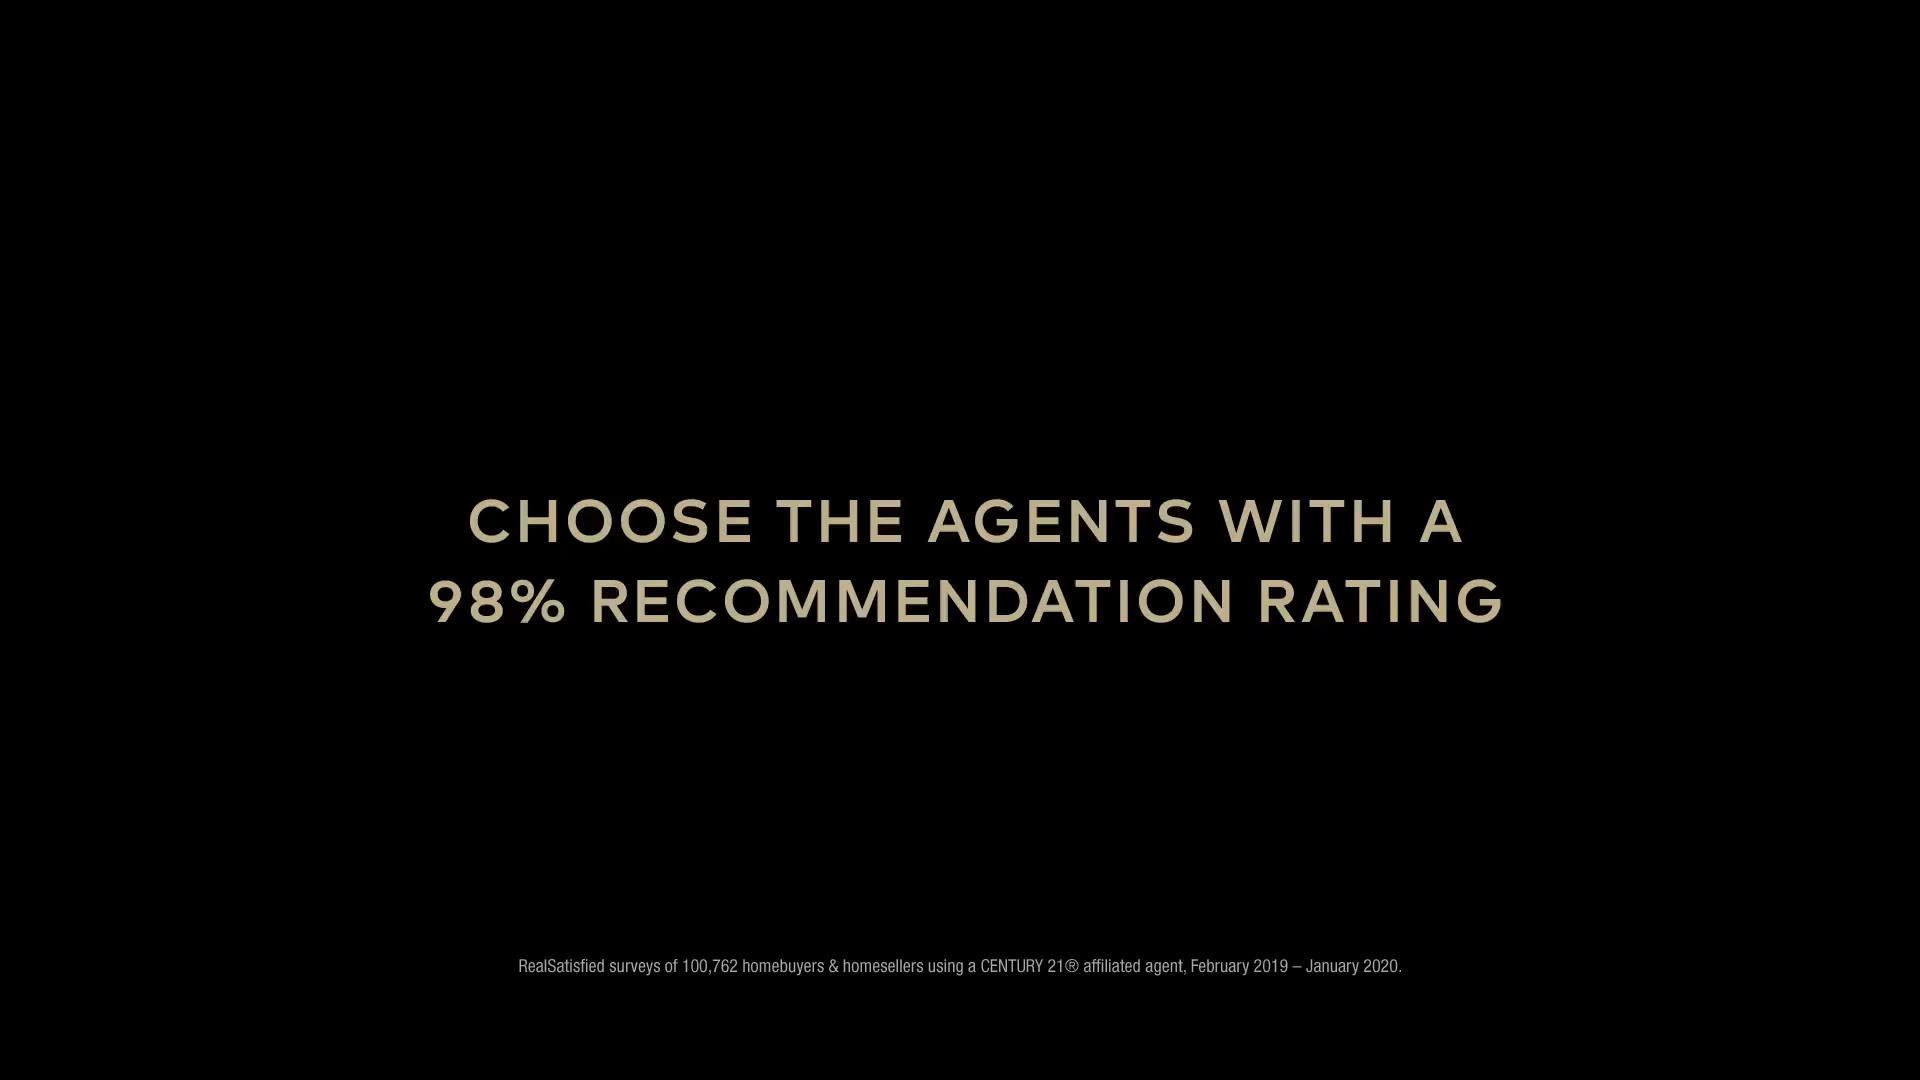 CHOOSE THE AGENTS WITH A
98% RECOMMENDATION RATING
RealSatisfied surveys of 100,762 homebuyers & homesellers using a CENTURY 21® affiliated agent, February 2019 – January 2020.